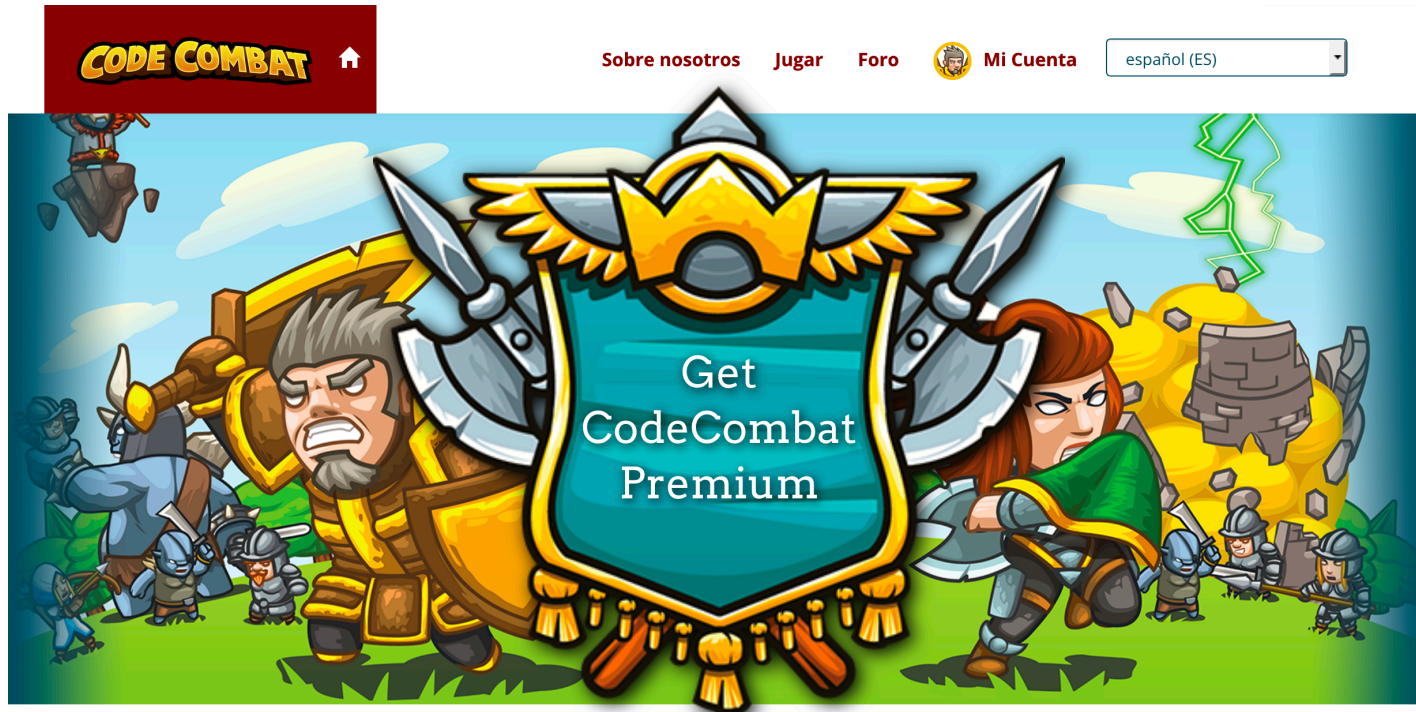 CODE COMBAT
Sobre nosotros Jugar Foro Mi Cuenta español (ES)
Get
CodeCombat
Premium